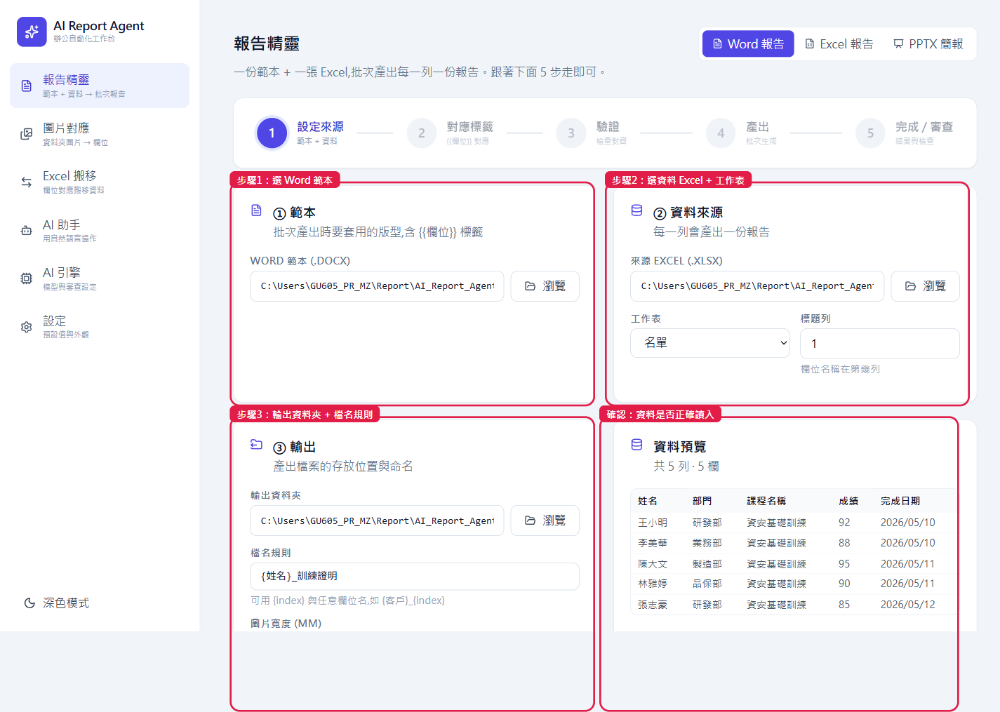 AI Report Agent
辦公自動化工作台
報告精靈
範本 + 資料 → 批次報告
圖片對應
資料夾圖片 → 欄位
Excel 搬移
欄位對應搬移資料
AI 助手
用自然語言操作
AI 引擎
模型與審查設定
設定
預設值與外觀
深色模式
報告精靈
Word 報告
Excel 報告
PPTX 簡報
一份範本 + 一張 Excel,批次產出每一列一份報告。跟著下面 5 步走即可。
1 設定來源
範本 + 資料
2 對應標籤
{{欄位}} 對應
3 驗證
檢查對齊
4 產出
批次生成
5 完成 / 審查
結果與檢查
步驟1：選 Word 範本
① 範本
批次產出時要套用的版型,含 {{欄位}} 標籤
WORD 範本 (.DOCX)
C:\Users\GU605_PR_MZ\Report\AI_Report_Agent
瀏覽
步驟2：選資料 Excel + 工作表
② 資料來源
每一列會產出一份報告
來源 EXCEL (.XLSX)
C:\Users\GU605_PR_MZ\Report\AI_Report_Agen
瀏覽
工作表
標題列
名單
1
欄位名稱在第幾列
步驟3：輸出資料夾 + 檔名規則
③ 輸出
產出檔案的存放位置與命名
輸出資料夾
C:\Users\GU605_PR_MZ\Report\AI_Report_Agent
瀏覽
檔名規則
{姓名}_訓練證明
可用 {index} 與任意欄位名,如 {客戶}_{index}
圖片寬度 (MM)
確認：資料是否正確讀入
資料預覽
共 5 列 · 5 欄
姓名 部門 課程名稱 成績 完成日期
王小明 研發部 資安基礎訓練 92 2026/05/10
李美華 業務部 資安基礎訓練 88 2026/05/10
陳大文 製造部 資安基礎訓練 95 2026/05/11
林雅婷 品保部 資安基礎訓練 90 2026/05/11
張志豪 研發部 資安基礎訓練 85 2026/05/12